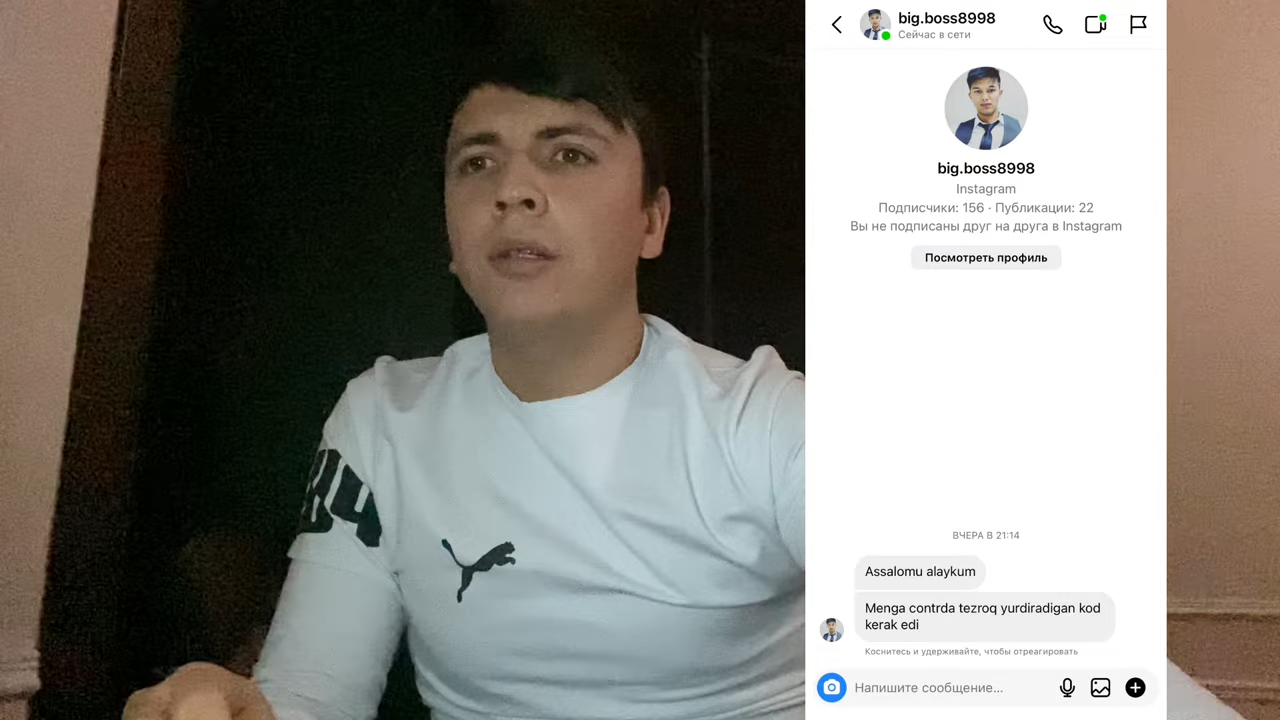 big.boss8998
Сейчас в сети
big.boss8998
Instagram
Подписчики: 156 · Публикации: 22
Вы не подписаны друг на друга в Instagram
Посмотреть профиль
ВЧЕРА В 21:14
Assalomu alaykum
Menga contrda tezroq yurdiradigan kod
kerak edi
Коснитесь и удерживайте, чтобы отреагировать
Напишите сообщение...